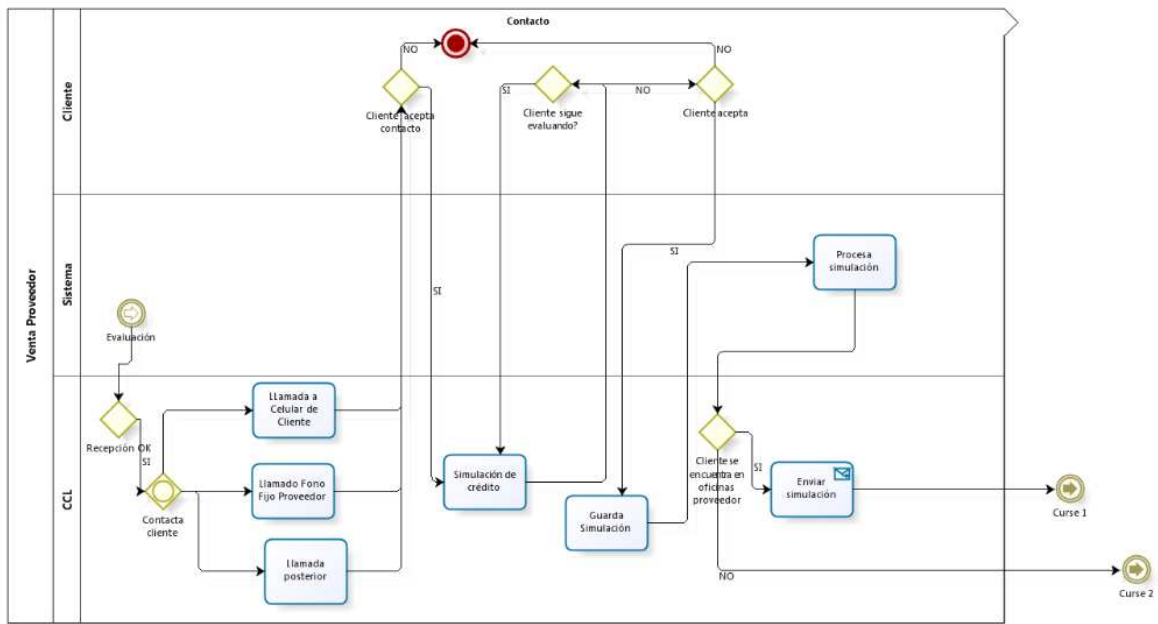 Contacto
Venta Proveedor
Cliente
NO
NO
SI
NO
Cliente acepta
contacto
Cliente sigue
evaluando?
Cliente acepta
Sistema
SI
Procesa
simulación
SI
Evaluación
CCL
Recepción OK
SI
Contacta
cliente
LLamada a
Celular de
Cliente
Llamado Fono
Fijo Proveedor
Llamada
posterior
Simulación de
crédito
Guarda
Simulación
Cliente se
encuentra en
oficinas
proveedor
SI
Enviar
simulación
NO
Curse 1
Curse 2